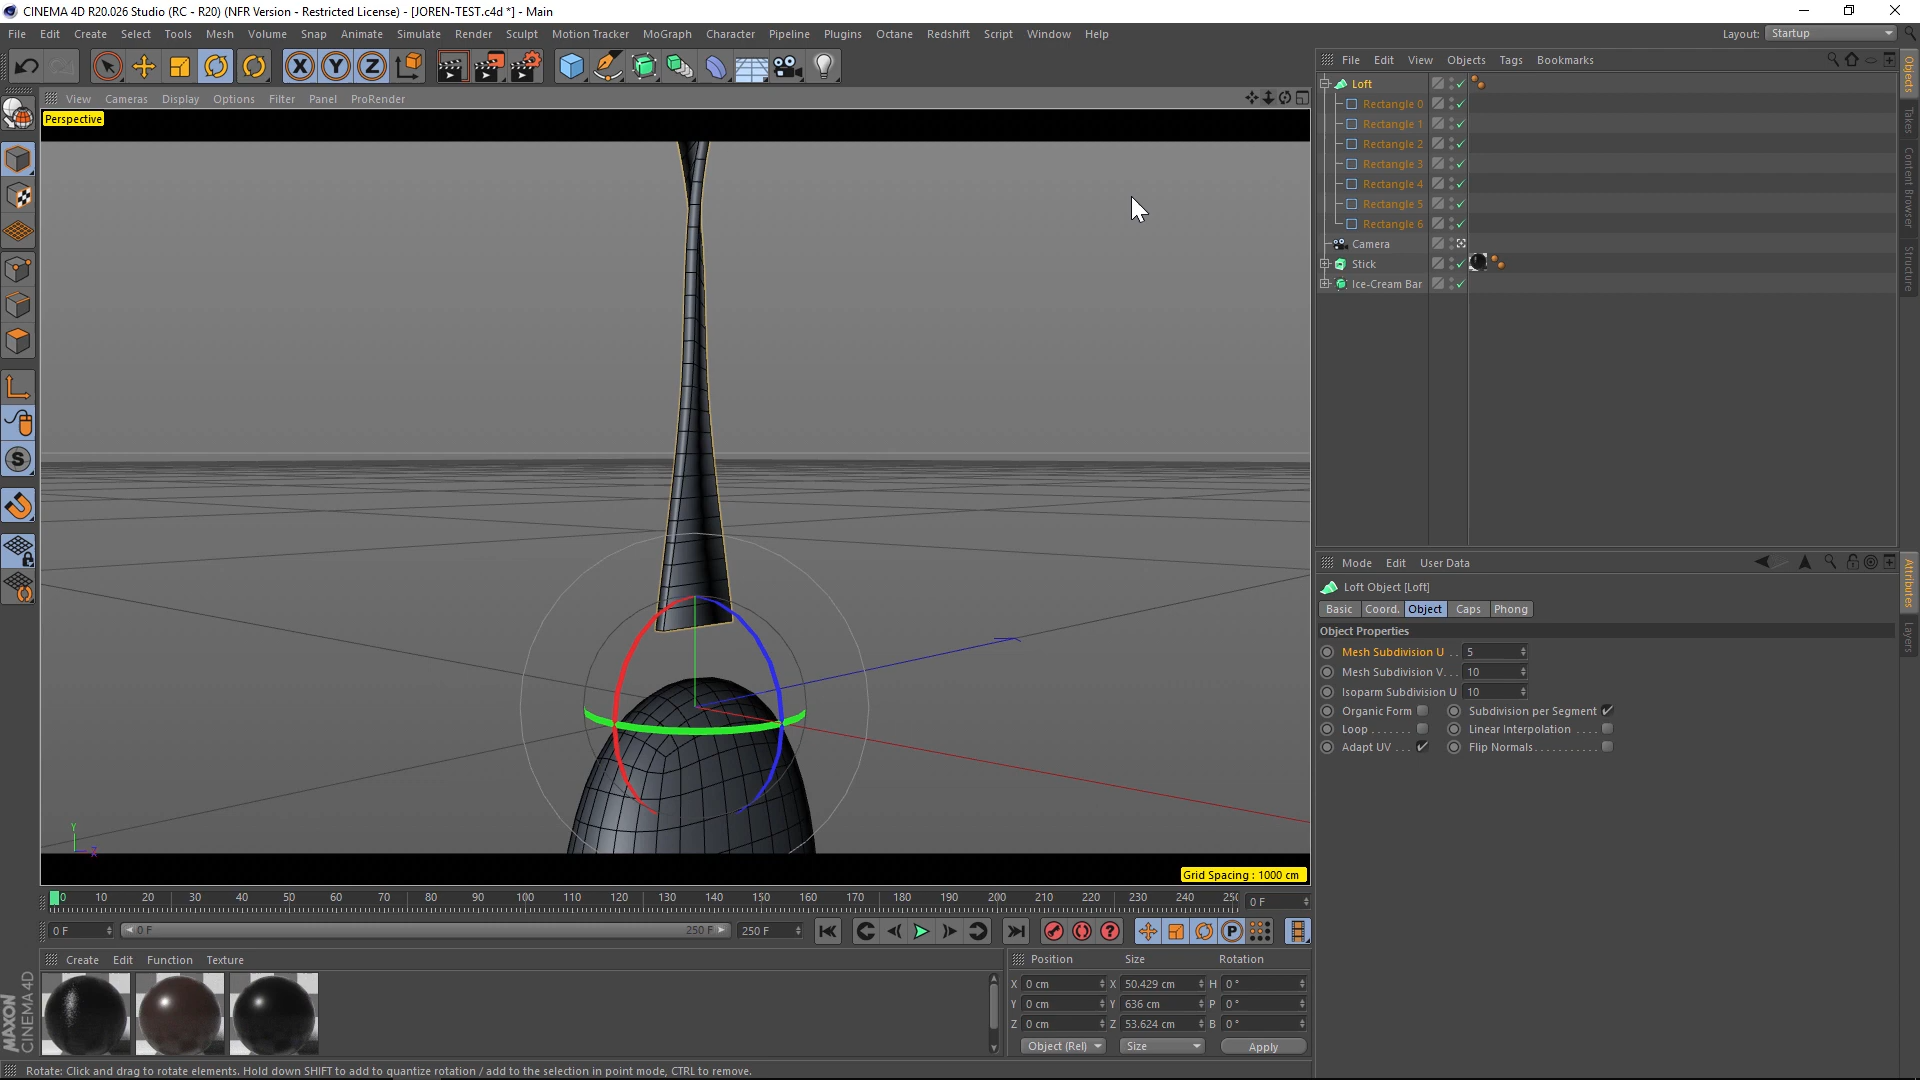 CINEMA 4D R20.026 Studio (RC - R20) (NFR Version - Restricted License) - [JOREN-TEST.c4d *] - Main
File Edit Create Select Tools Mesh Volume Snap Animate Simulate Render Sculpt Motion Tracker MoGraph Character Pipeline Plugins Octane Redshift Script Window Help
Layout: Startup
X Y Z
View Cameras Display Options Filter Panel ProRender
Perspective
Y
X
Grid Spacing : 1000 cm
File Edit View Objects Tags Bookmarks
Loft
Rectangle 0
Rectangle 1
Rectangle 2
Rectangle 3
Rectangle 4
Rectangle 5
Rectangle 6
Camera
Stick
Ice-Cream Bar
Objects
Takes
Content Browser
Structure
Mode Edit User Data
Loft Object [Loft]
Basic Coord. Object Caps Phong
Object Properties
Mesh Subdivision U . . 5
Mesh Subdivision V. . . 10
Isoparm Subdivision U 10
Organic Form Subdivision per Segment
Loop . . . . . . . Linear Interpolation . . . .
Adapt UV . . . Flip Normals. . . . . . . . . . .
Attributes
Layers
0 10 20 30 40 50 60 70 80 90 100 110 120 130 140 150 160 170 180 190 200 210 220 230 240 250 0 F
0 F 0 F 250 F 250 F
P
Create Edit Function Texture
Position Size Rotation
X 0 cm X 50.429 cm H 0 °
Y 0 cm Y 636 cm P 0 °
Z 0 cm Z 53.624 cm B 0 °
Object (Rel) Size Apply
MAXON
CINEMA 4D
Rotate: Click and drag to rotate elements. Hold down SHIFT to add to quantize rotation / add to the selection in point mode, CTRL to remove.